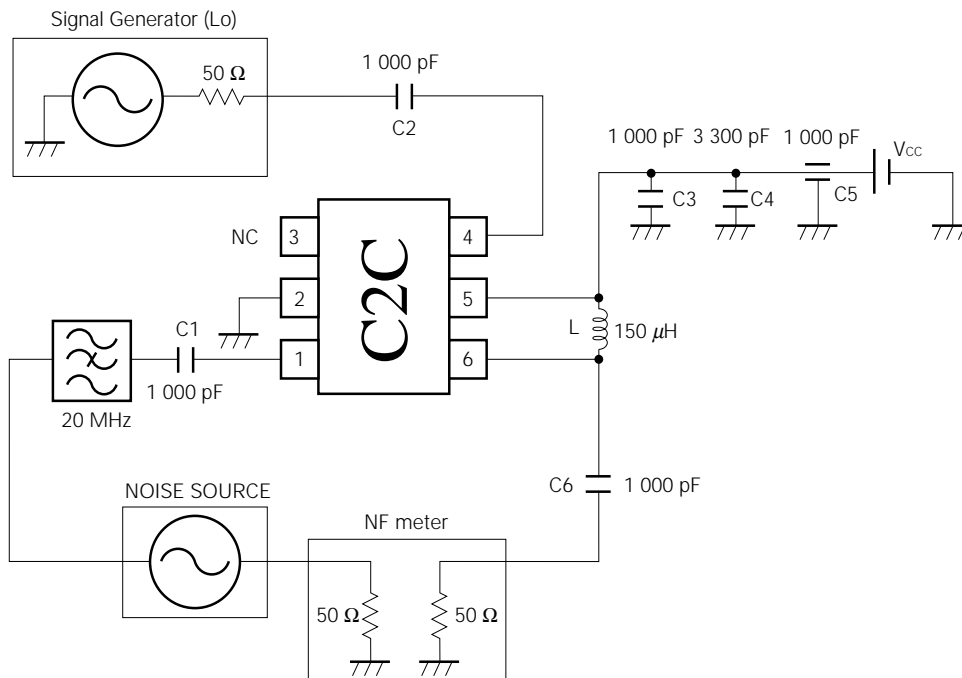 Signal Generator (Lo)
50 Ω
1 000 pF
C2
1 000 pF 3 300 pF 1 000 pF
Vcc
C3
C4
C5
NC
3
4
2
5
1
6
C2C
L
150 μH
C1
1 000 pF
20 MHz
C6
1 000 pF
NOISE SOURCE
NF meter
50 Ω
50 Ω